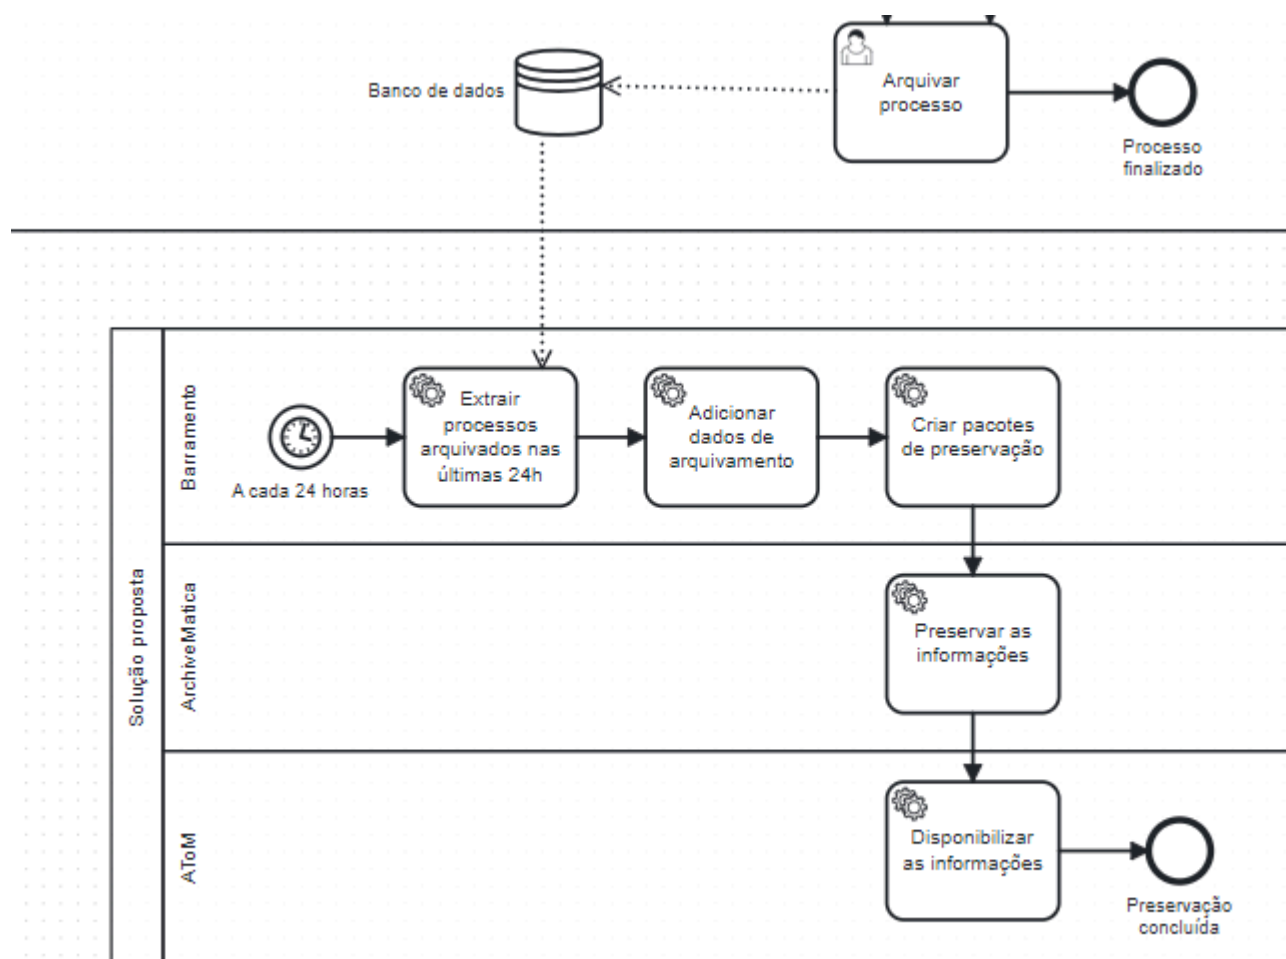 Banco de dados
Arquivar
processo
Processo
finalizado
Solução proposta
Barramento
A cada 24 horas
Extrair
processos
arquivados nas
últimas 24h
Adicionar
dados de
arquivamento
Criar pacotes
de preservação
ArchiveMatica
Preservar as
informações
AToM
Disponibilizar
as informações
Preservação
concluída